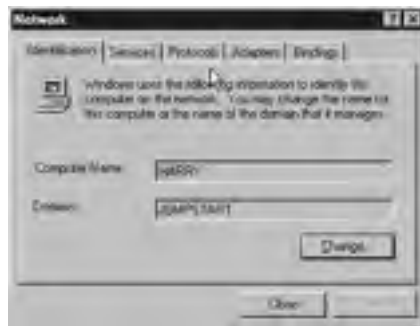 Network
Identification Services Protocols Adapters Bindings
Windows uses the following information to identify this
computer on the network. You may change the name for
this computer or the name of the domain that it manages.
Computer Name: HARRY
Domain: JUMPSTART
Change...
Close